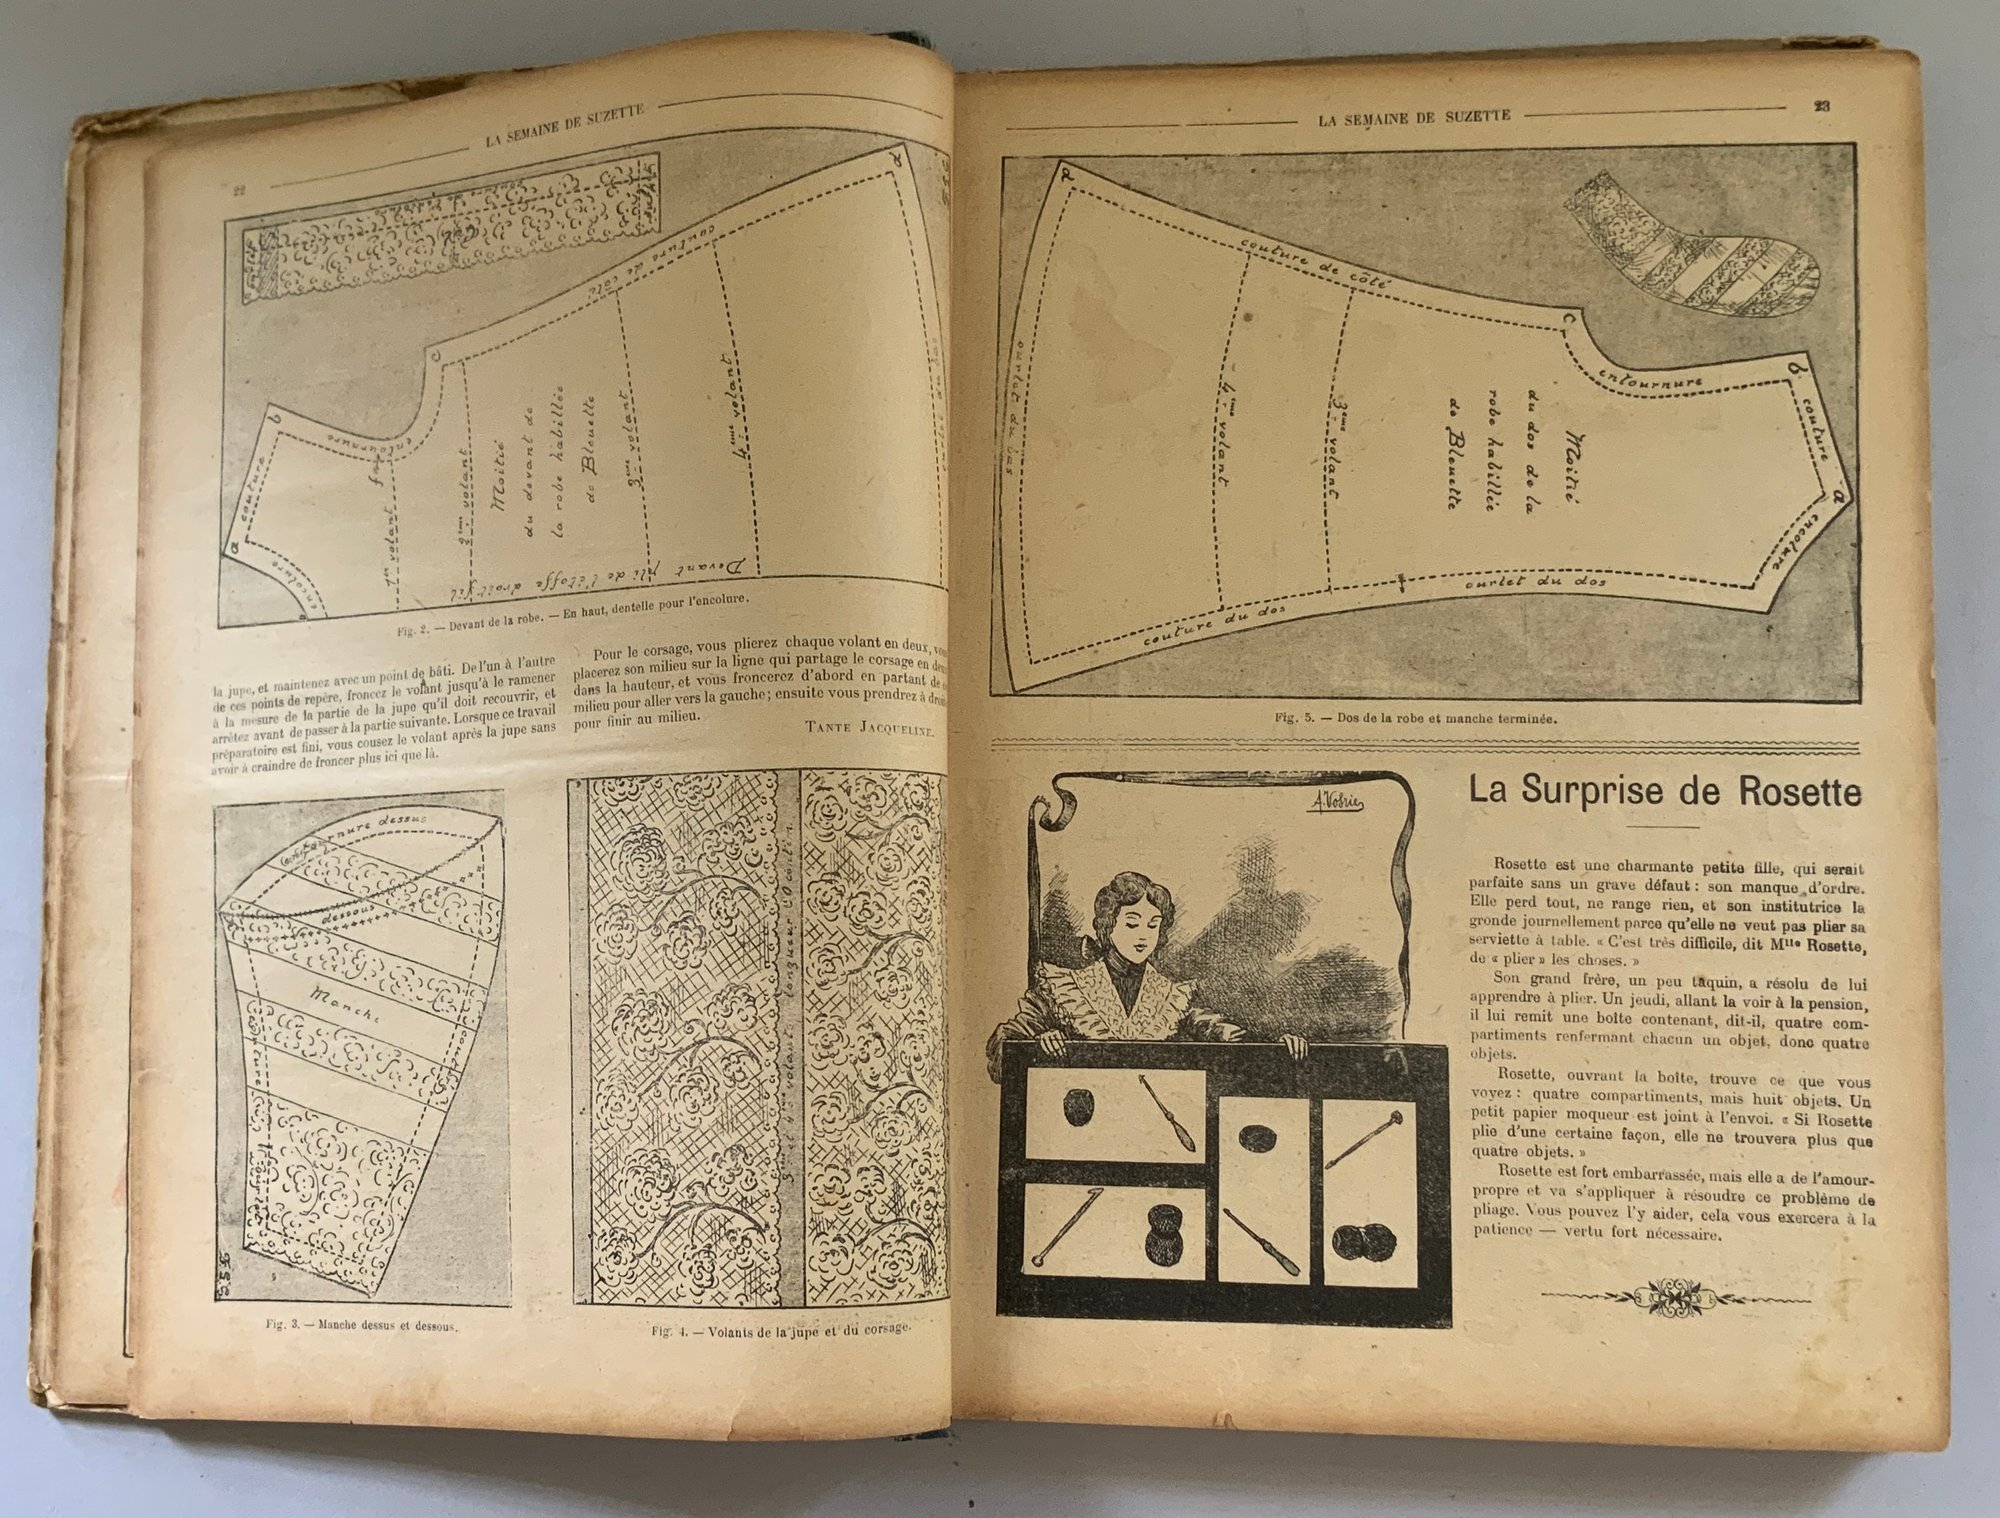 22
LA SEMAINE DE SUZETTE
couture de côté
d
c
b
a
couture
entournure
encolure
1er volant
2ème volant
Moitié
du devant de
la robe habillée
de Bleuette
3ème volant
4ème volant
Devant pli de l'étoffe droit fil
Fig. 2. — Devant de la robe. — En haut, dentelle pour l'encolure.
la jupe, et maintenez avec un point de bâti. De l'un à l'autre
de ces points de repère, froncez le volant jusqu'à le ramener
à la mesure de la partie de la jupe qu'il doit recouvrir, et
arrêtez avant de passer à la partie suivante. Lorsque ce travail
préparatoire est fini, vous cousez le volant après la jupe sans
avoir à craindre de froncer plus ici que là.
Pour le corsage, vous plierez chaque volant en deux,
placerez son milieu sur la ligne qui partage le corsage en
dans la hauteur, et vous froncerez d'abord en partant de
milieu pour aller vers la gauche; ensuite vous prendrez à
pour finir au milieu.
TANTE JACQUELINE.
dessus
dessous
Manche
couture
Fig. 3. — Manche dessus et dessous.
longueur
Fig. 4. — Volants de la jupe et du corsage.
LA SEMAINE DE SUZETTE
23
d
couture de côté
c
entournure
b
couture
a
encolure
ourlet du bas
4ème volant
3ème volant
Moitié
du dos de la
robe habillée
de Bleuette
ourlet du dos
couture du dos
Fig. 5. — Dos de la robe et manche terminée.
La Surprise de Rosette
Rosette est une charmante petite fille, qui serait
parfaite sans un grave défaut : son manque d'ordre.
Elle perd tout, ne range rien, et son institutrice la
gronde journellement parce qu'elle ne veut pas plier sa
serviette à table. « C'est très difficile, dit Mlle Rosette,
de « plier » les choses. »
Son grand frère, un peu taquin, a résolu de lui
apprendre à plier. Un jeudi, allant la voir à la pension,
il lui remit une boîte contenant, dit-il, quatre com-
partiments renfermant chacun un objet, donc quatre
objets.
Rosette, ouvrant la boîte, trouve ce que vous
voyez : quatre compartiments, mais huit objets. Un
petit papier moqueur est joint à l'envoi. « Si Rosette
plie d'une certaine façon, elle ne trouvera plus que
quatre objets. »
Rosette est fort embarrassée, mais elle a de l'amour-
propre et va s'appliquer à résoudre ce problème de
pliage. Vous pouvez l'y aider, cela vous exercera à la
patience — vertu fort nécessaire.